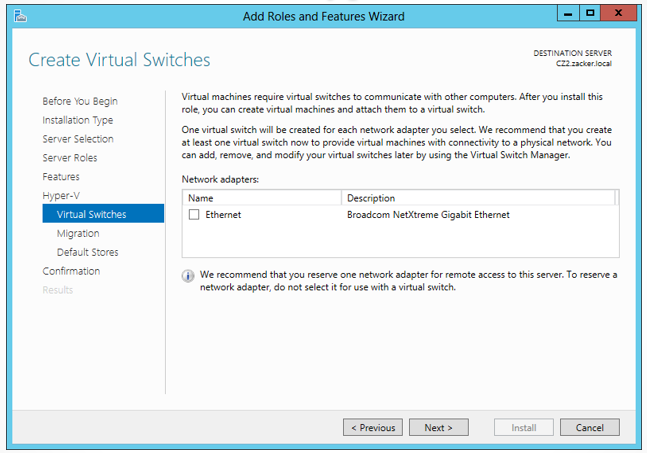 Add Roles and Features Wizard
Create Virtual Switches
DESTINATION SERVER
CZ2.zacker.local
Before You Begin
Installation Type
Server Selection
Server Roles
Features
Hyper-V
Virtual Switches
Migration
Default Stores
Confirmation
Results
Virtual machines require virtual switches to communicate with other computers. After you install this
role, you can create virtual machines and attach them to a virtual switch.
One virtual switch will be created for each network adapter you select. We recommend that you create
at least one virtual switch now to provide virtual machines with connectivity to a physical network. You
can add, remove, and modify your virtual switches later by using the Virtual Switch Manager.
Network adapters:
Name Description
Ethernet Broadcom NetXtreme Gigabit Ethernet
We recommend that you reserve one network adapter for remote access to this server. To reserve a
network adapter, do not select it for use with a virtual switch.
< Previous Next > Install Cancel